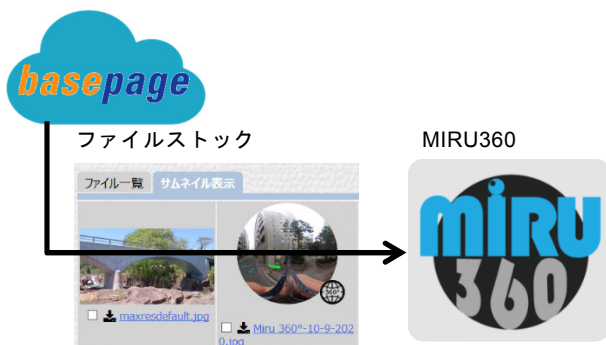 basepage
ファイルストック
MIRU360
ファイル一覧 サムネイル表示
maxresdefault.jpg
Miru 360°-10-9-202
0.jpg
360°
MiRU
360